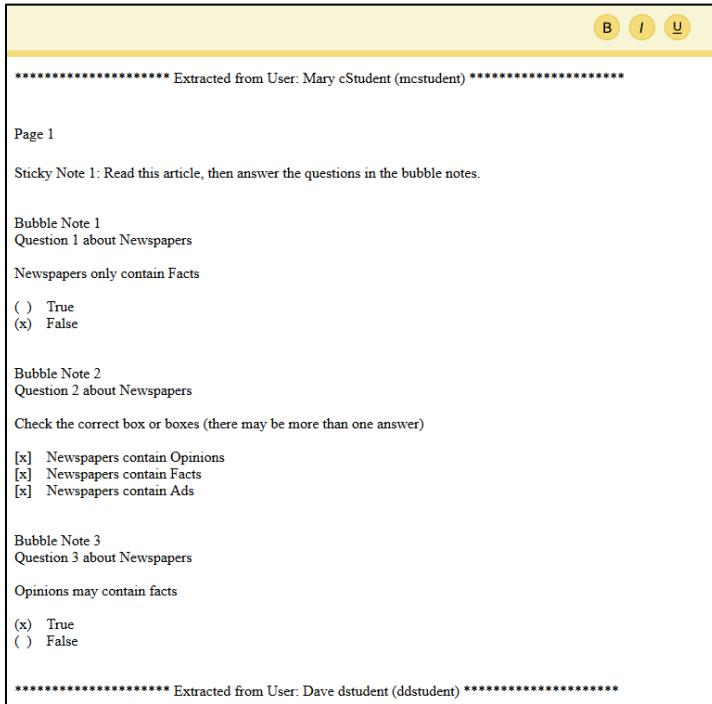 B I U
********************* Extracted from User: Mary cStudent (mcstudent) *********************
Page 1
Sticky Note 1: Read this article, then answer the questions in the bubble notes.
Bubble Note 1
Question 1 about Newspapers
Newspapers only contain Facts
( ) True
(x) False
Bubble Note 2
Question 2 about Newspapers
Check the correct box or boxes (there may be more than one answer)
[x] Newspapers contain Opinions
[x] Newspapers contain Facts
[x] Newspapers contain Ads
Bubble Note 3
Question 3 about Newspapers
Opinions may contain facts
(x) True
( ) False
********************* Extracted from User: Dave dstudent (ddstudent) *********************